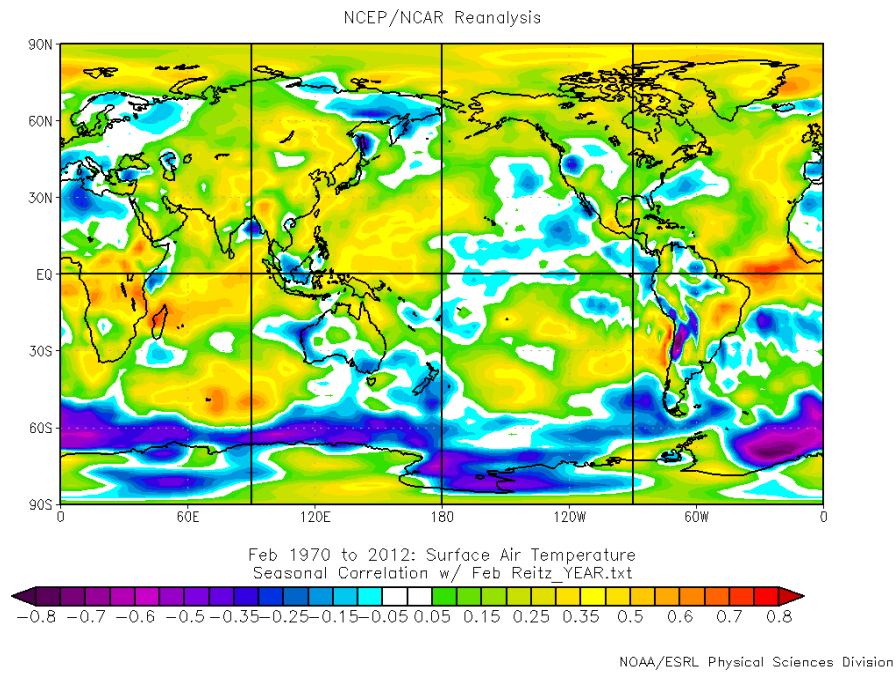 NCEP/NCAR Reanalysis
90N
60N
30N
EQ
30S
60S
90S
0 60E 120E 180 120W 60W 0
Feb 1970 to 2012: Surface Air Temperature
Seasonal Correlation w/ Feb Reitz_YEAR.txt
-0.8 -0.7 -0.6 -0.5 -0.35 -0.25 -0.15 -0.05 0.05 0.15 0.25 0.35 0.5 0.6 0.7 0.8
NOAA/ESRL Physical Sciences Division